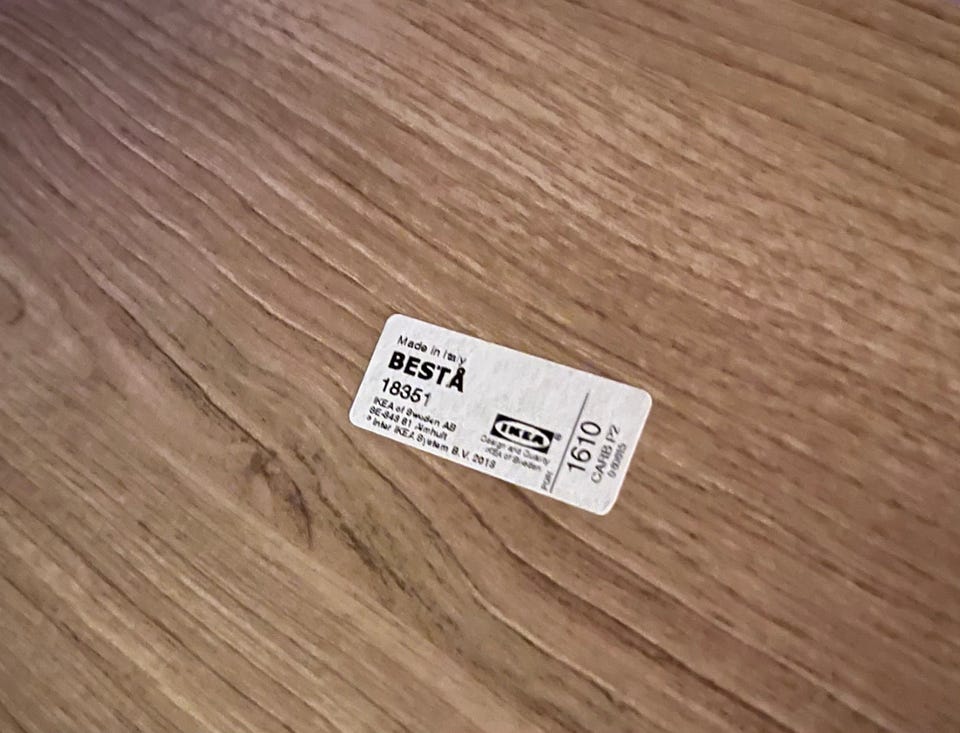 Made in Italy
BESTÅ
18351
IKEA of Sweden AB
SE-343 81 Älmhult
Inter IKEA System B.V. 2013
IKEA®
Design and Quality
IKEA of Sweden
1610
CARB P2